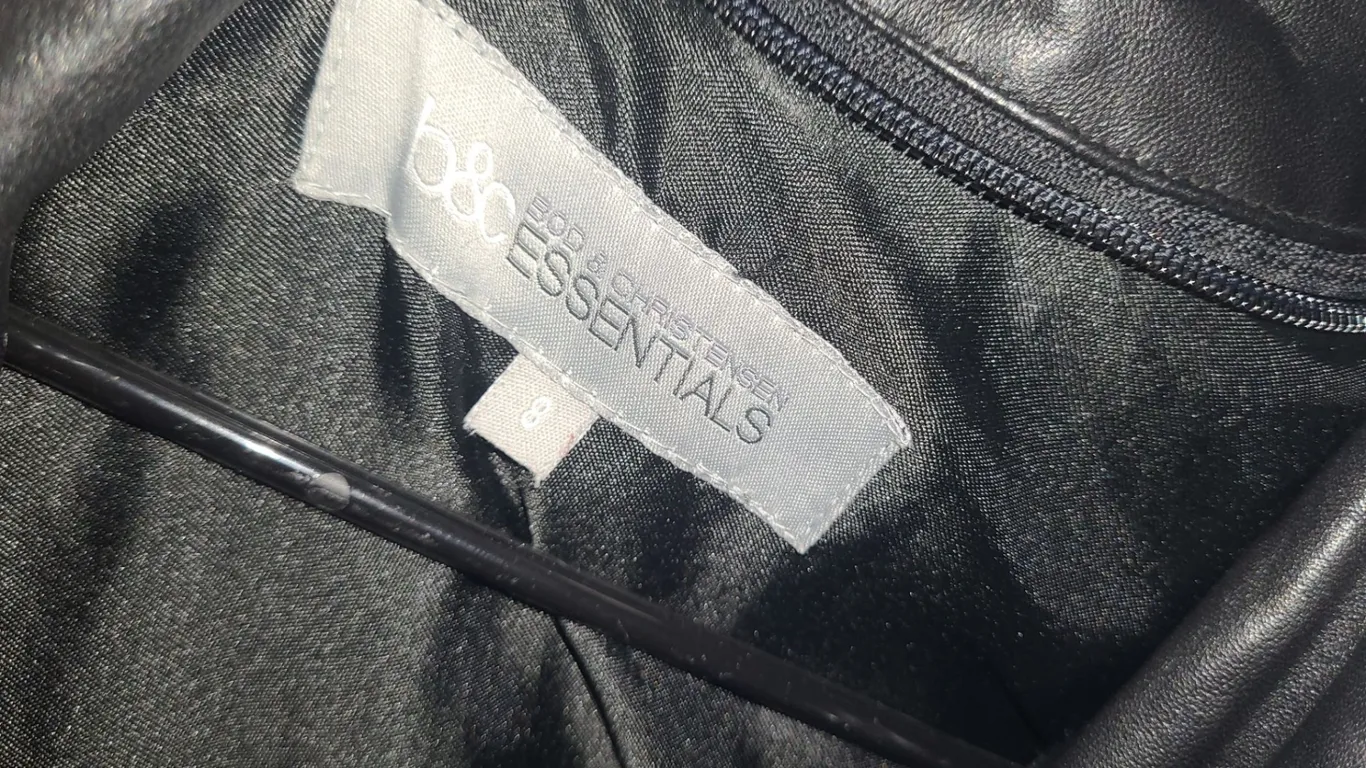 b&c
BOD & CHRISTENSEN
ESSENTIALS
8